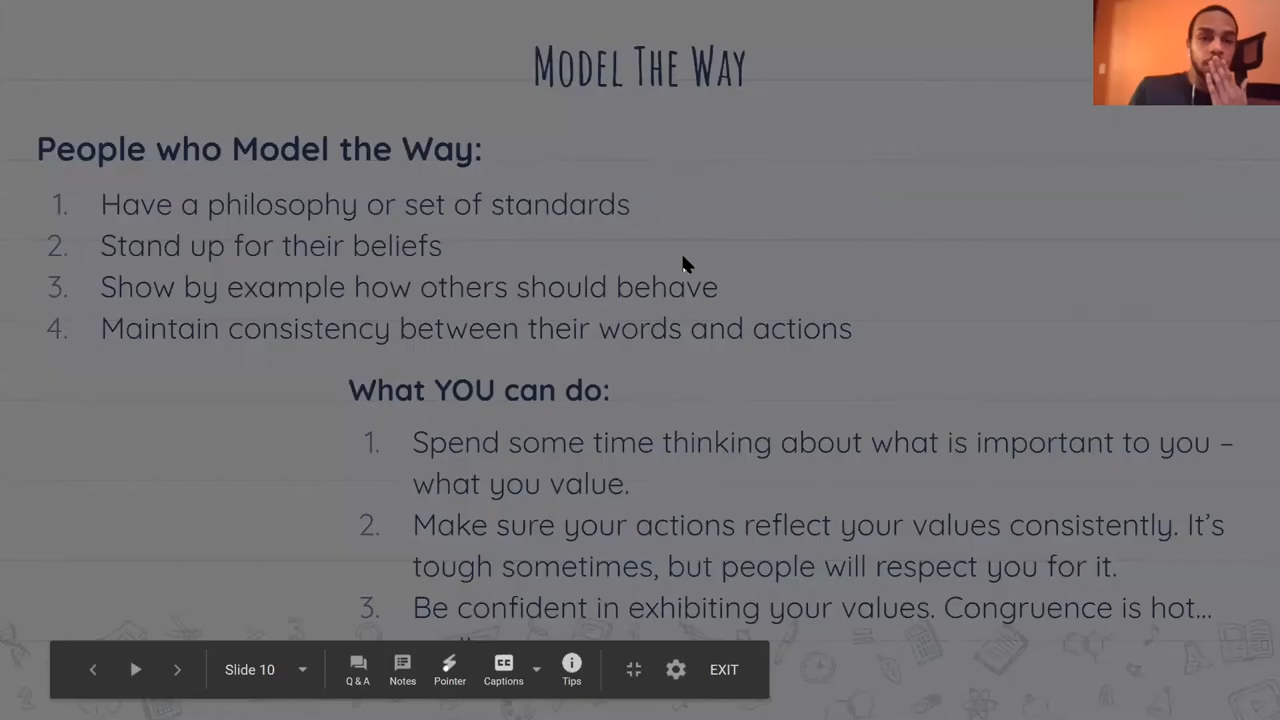 MODEL THE WAY
People who Model the Way:
1. Have a philosophy or set of standards
2. Stand up for their beliefs
3. Show by example how others should behave
4. Maintain consistency between their words and actions
What YOU can do:
1. Spend some time thinking about what is important to you –
what you value.
2. Make sure your actions reflect your values consistently. It's
tough sometimes, but people will respect you for it.
3. Be confident in exhibiting your values. Congruence is hot...
Slide 10
Q & A
Notes
Pointer
CC
Captions
Tips
EXIT